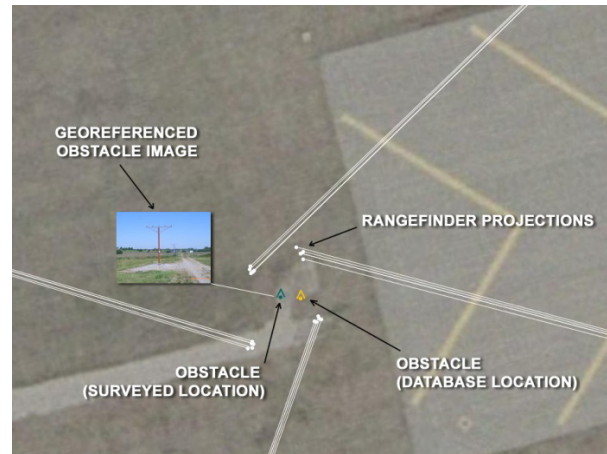 GEOREFERENCED
OBSTACLE IMAGE
RANGEFINDER PROJECTIONS
OBSTACLE
(SURVEYED LOCATION)
OBSTACLE
(DATABASE LOCATION)